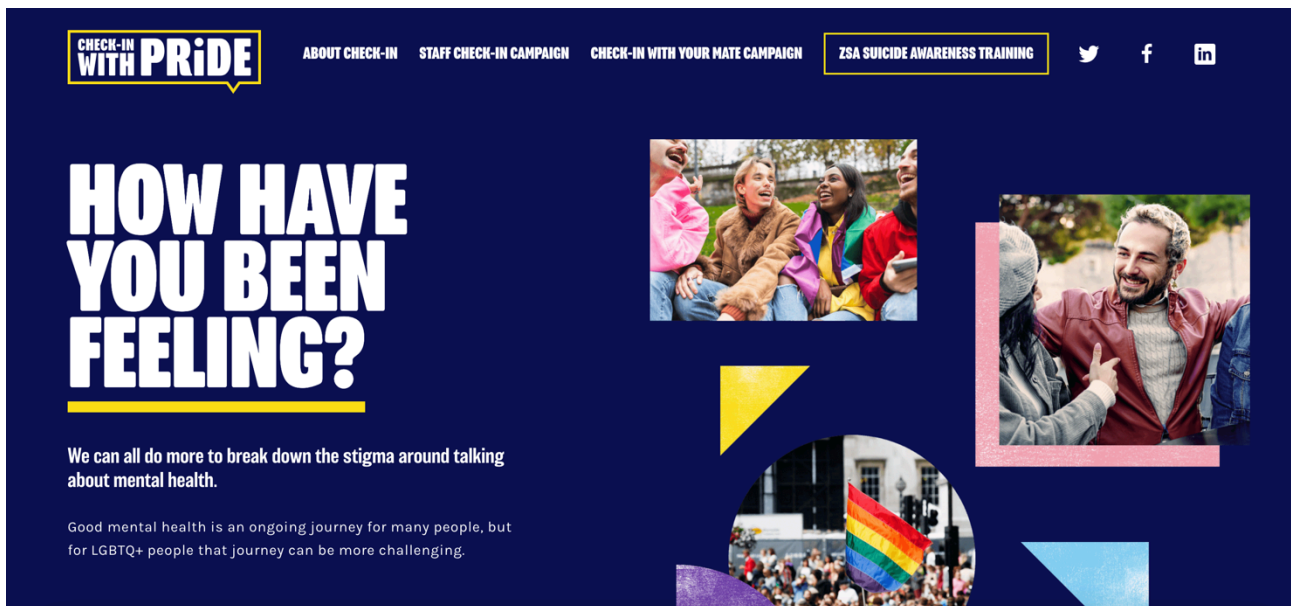 CHECK-IN
WITH PRiDE
ABOUT CHECK-IN
STAFF CHECK-IN CAMPAIGN
CHECK-IN WITH YOUR MATE CAMPAIGN
ZSA SUICIDE AWARENESS TRAINING
HOW HAVE
YOU BEEN
FEELING?
We can all do more to break down the stigma around talking
about mental health.
Good mental health is an ongoing journey for many people, but
for LGBTQ+ people that journey can be more challenging.